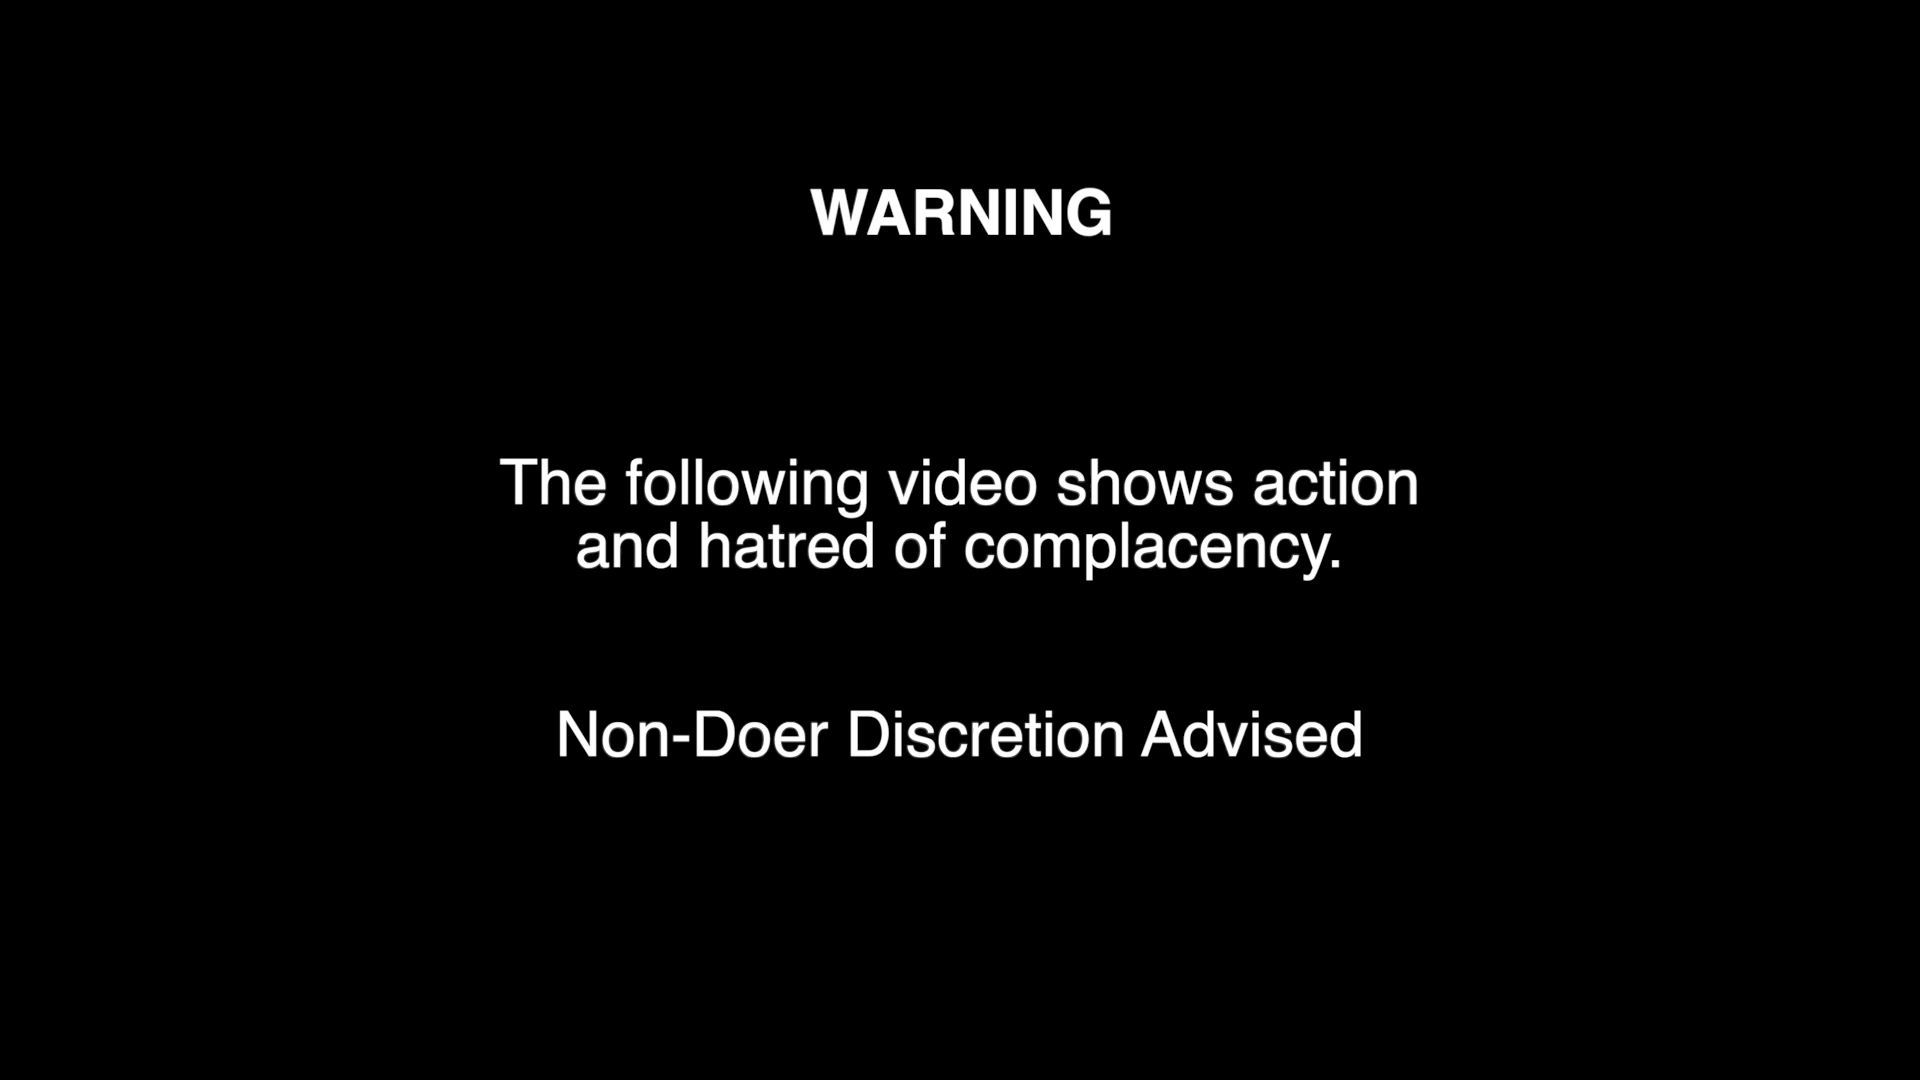 WARNING
The following video shows action
and hatred of complacency.
Non-Doer Discretion Advised